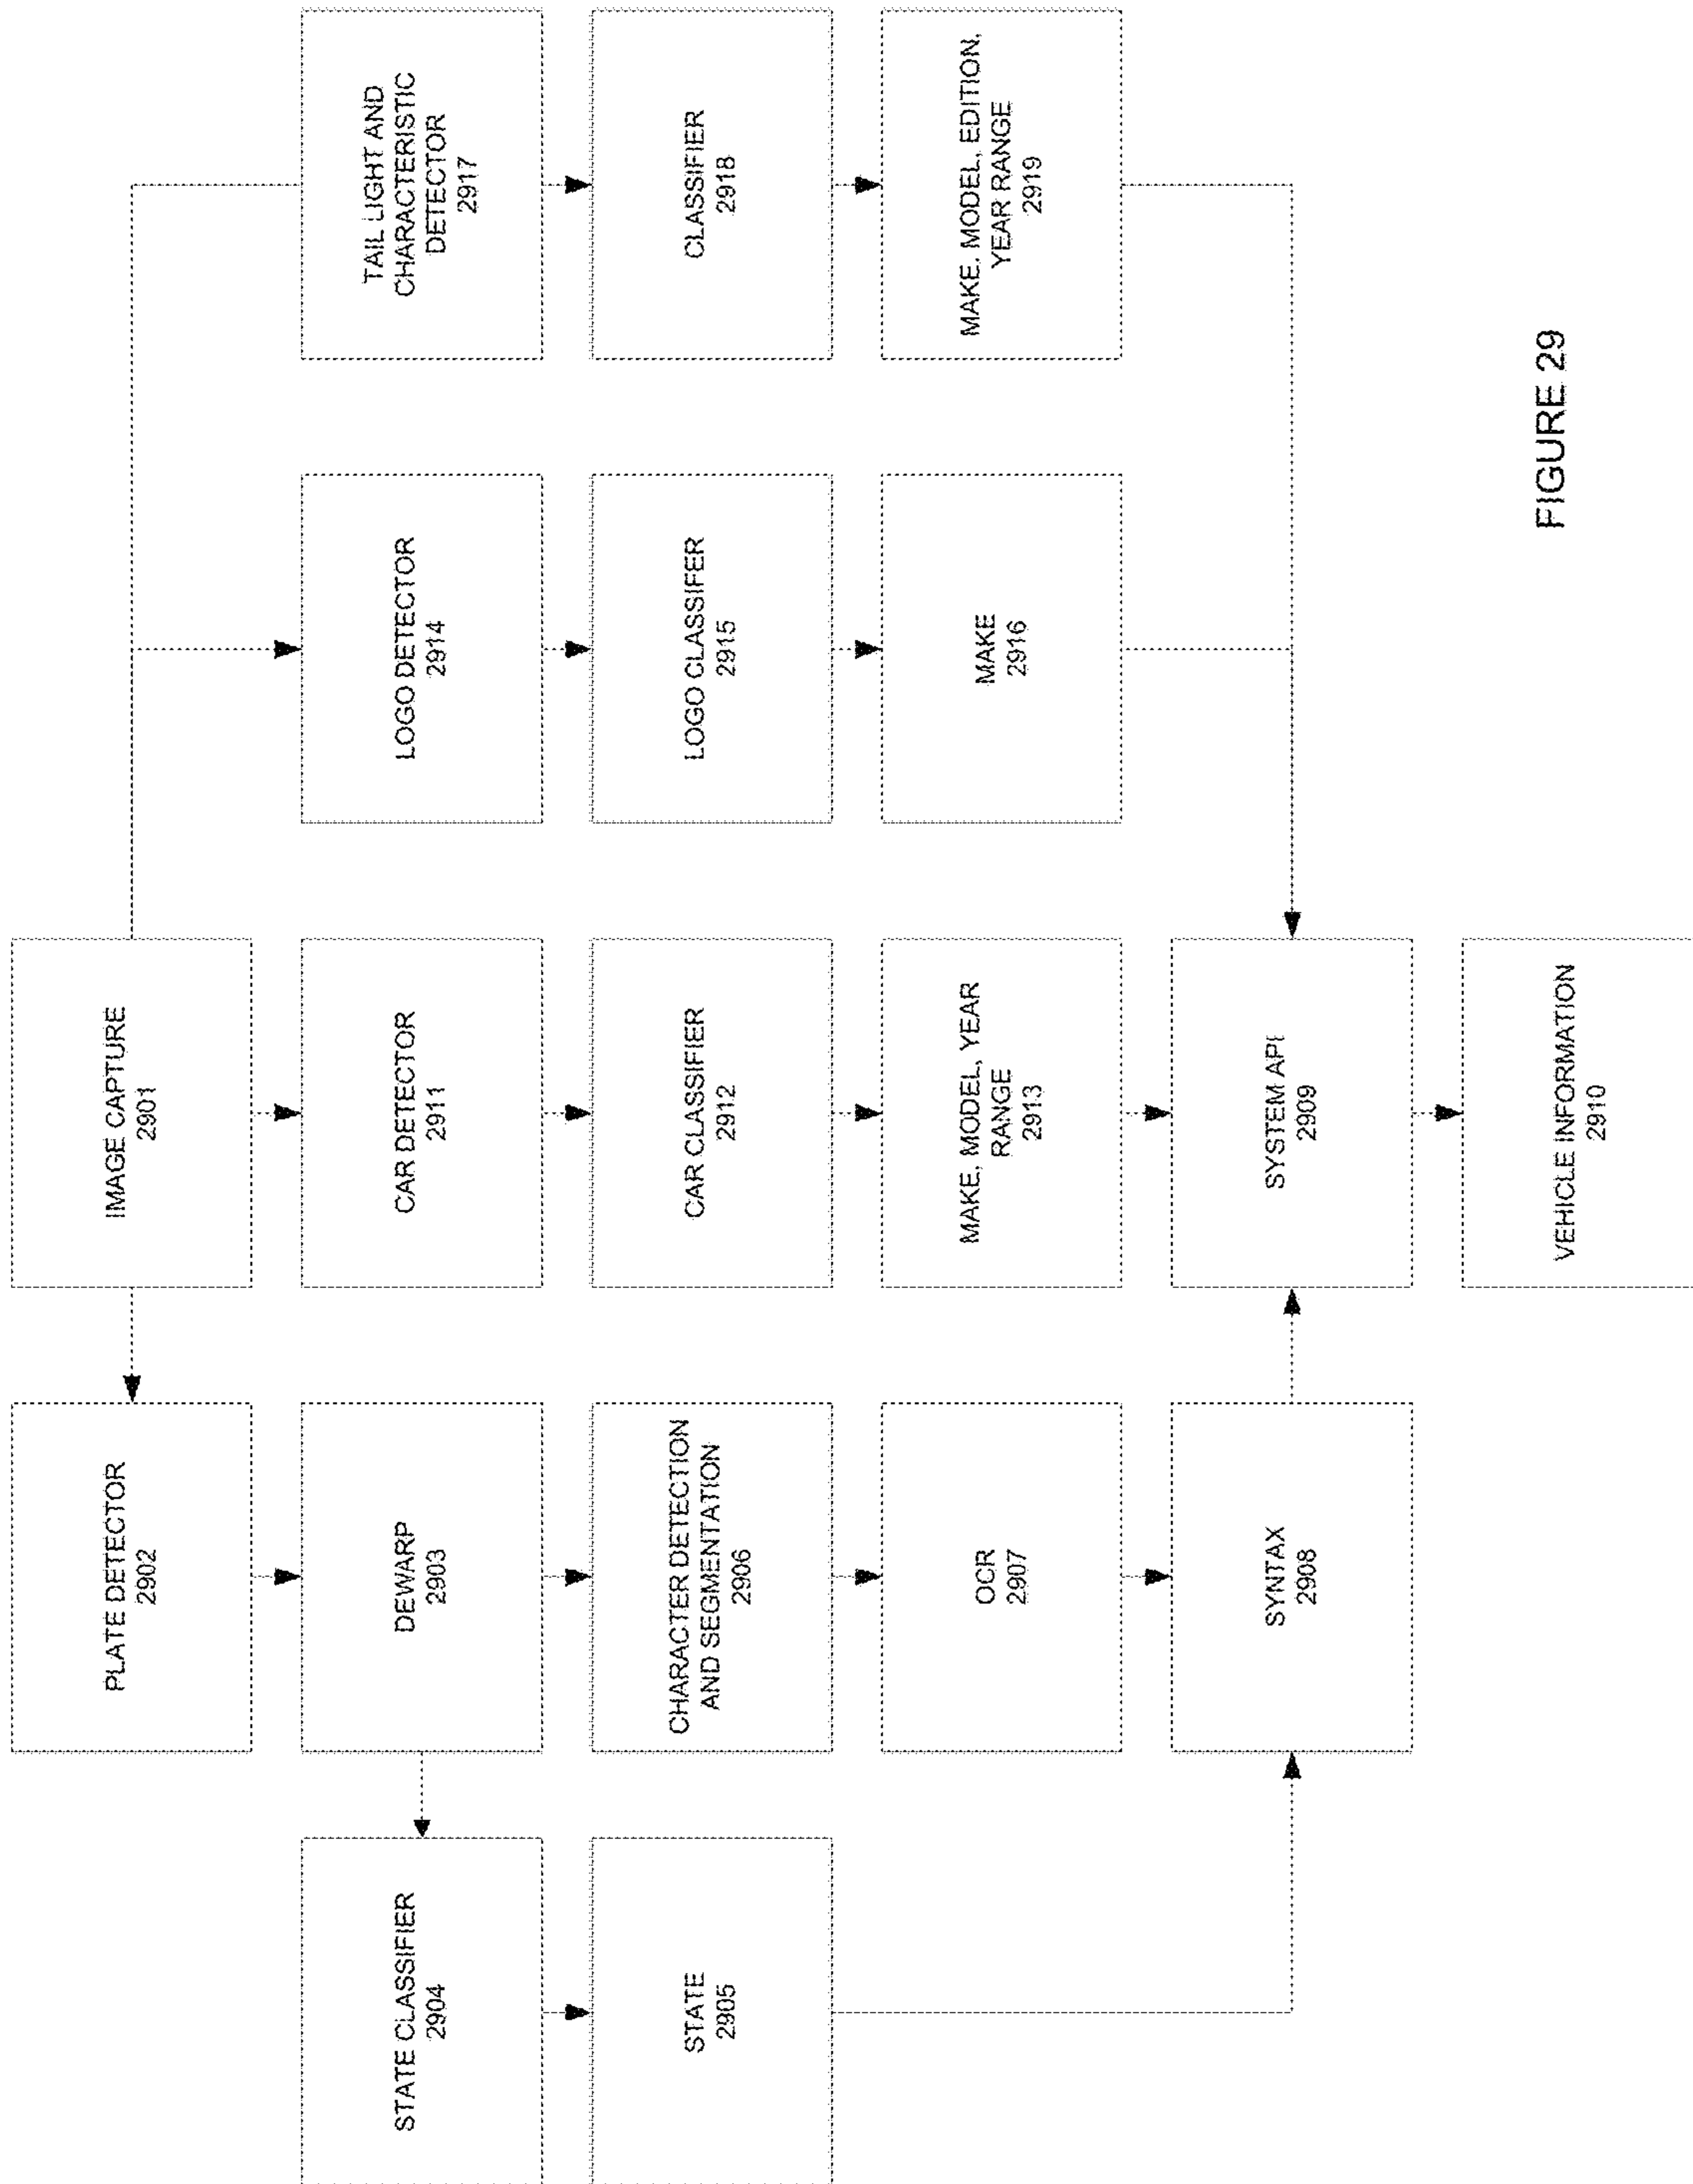 PLATE DETECTOR
2902
IMAGE CAPTURE
2901
STATE CLASSIFIER
2904
DEWARP
2903
CAR DETECTOR
2911
LOGO DETECTOR
2914
TAIL LIGHT AND
CHARACTERISTIC
DETECTOR
2917
STATE
2905
CHARACTER DETECTION
AND SEGMENTATION
2906
CAR CLASSIFIER
2912
LOGO CLASSIFER
2915
CLASSIFIER
2918
OCR
2907
MAKE, MODEL, YEAR
RANGE
2913
MAKE
2916
MAKE, MODEL, EDITION,
YEAR RANGE
2919
SYNTAX
2908
SYSTEM API
2909
VEHICLE INFORMATION
2910
FIGURE 29